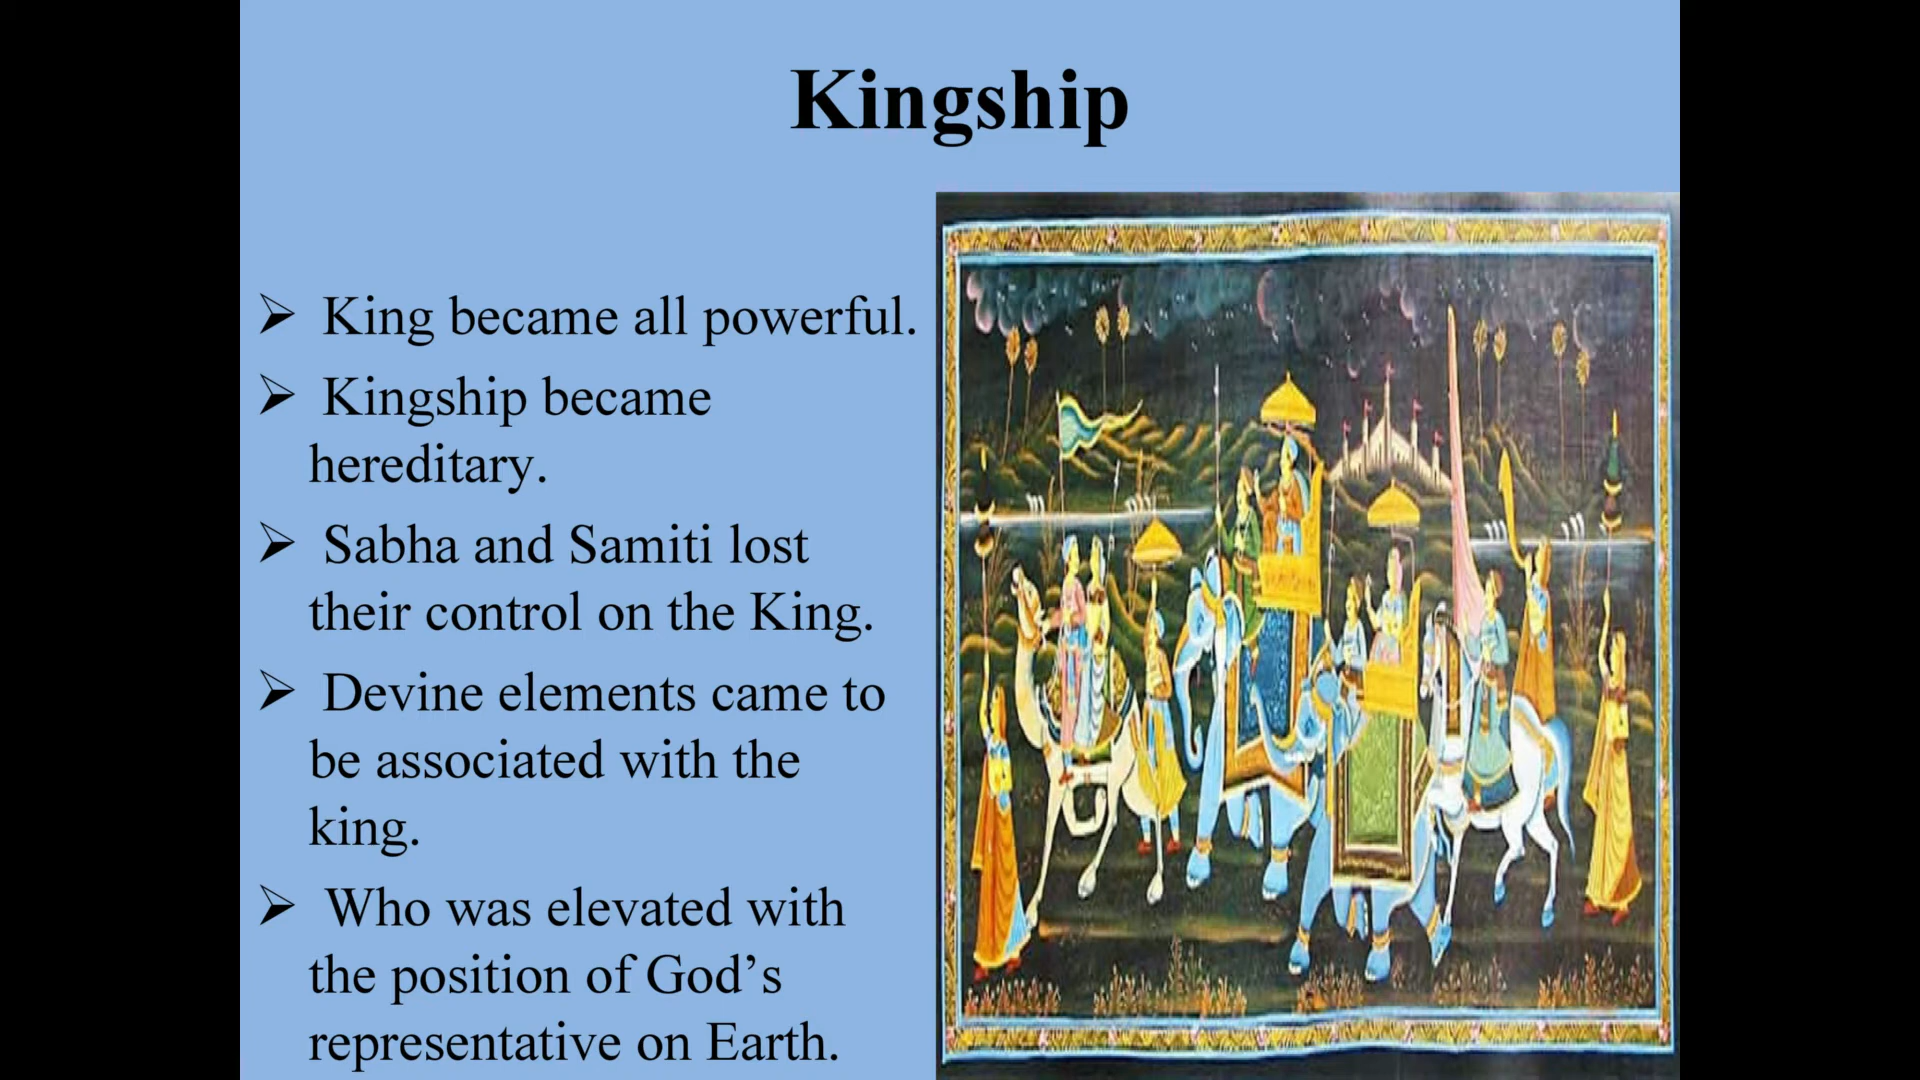 Kingship
➢ King became all powerful.
➢ Kingship became
hereditary.
➢ Sabha and Samiti lost
their control on the King.
➢ Devine elements came to
be associated with the
king.
➢ Who was elevated with
the position of God’s
representative on Earth.